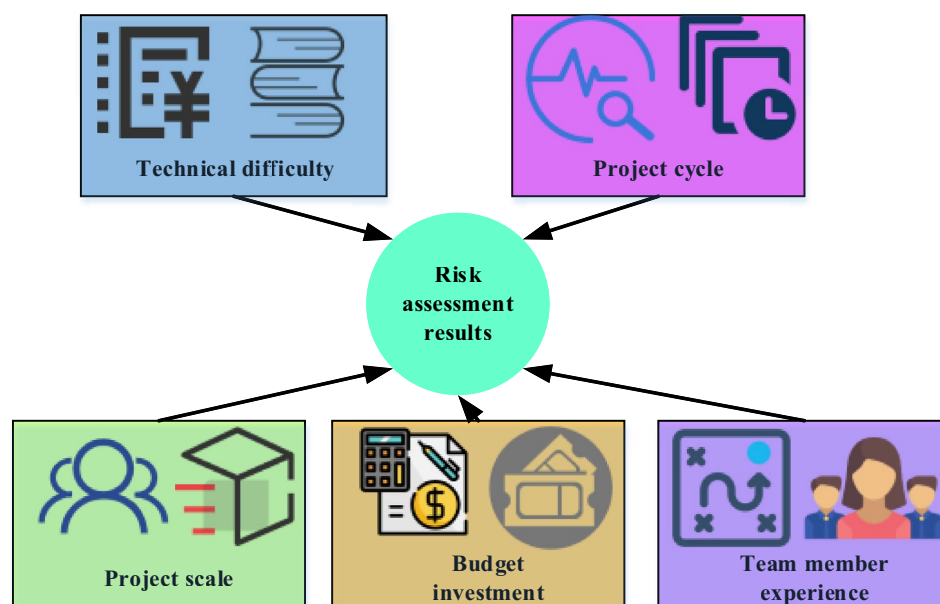 Technical difficulty
Project cycle
Risk
assessment
results
Project scale
Budget
investment
Team member
experience